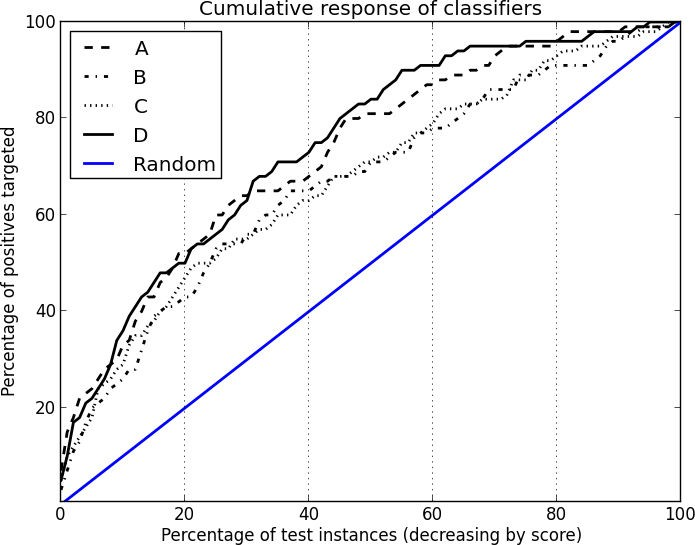 Cumulative response of classifiers
Percentage of positives targeted
100
80
60
40
20
A
B
C
D
Random
0 20 40 60 80 100
Percentage of test instances (decreasing by score)